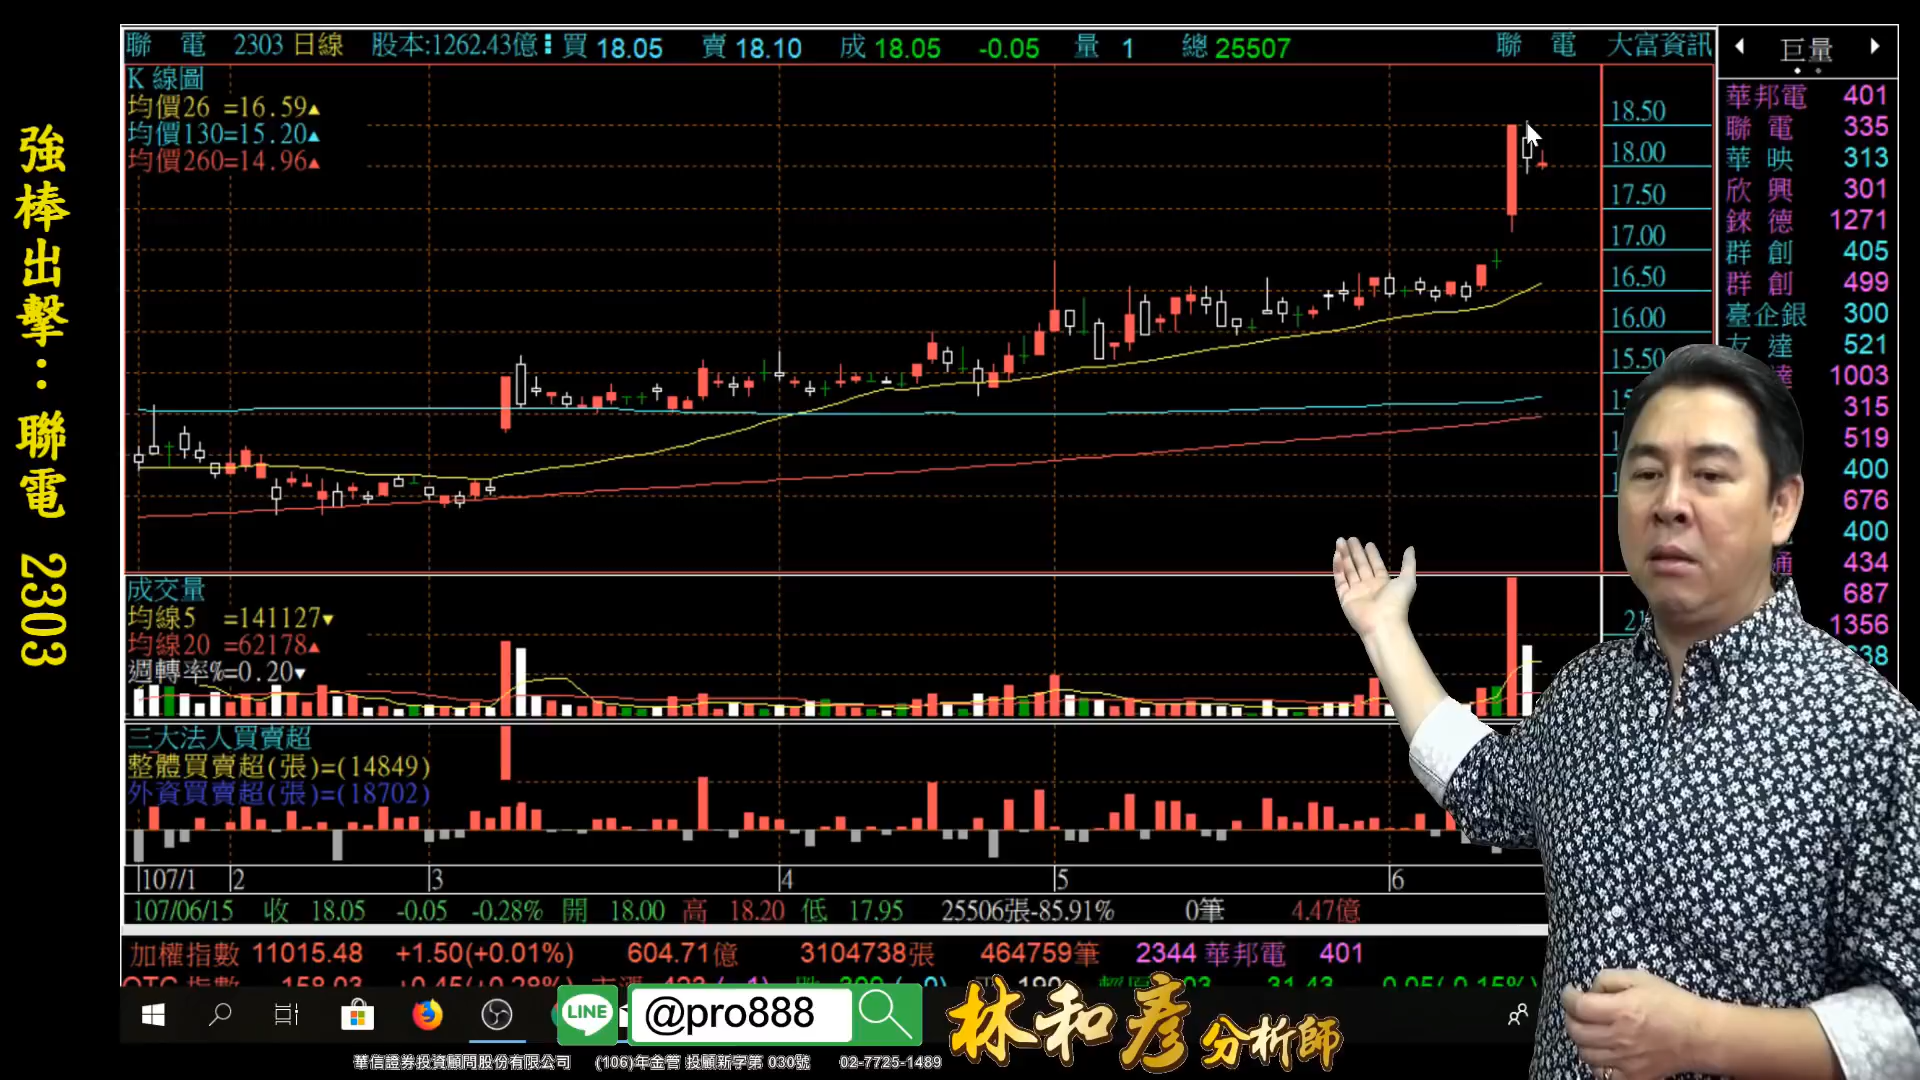 強棒出擊：聯電 2303
聯 電 2303 日線 股本:1262.43億 買 18.05 賣 18.10 成 18.05 -0.05 量 1 總 25507 聯 電 大富資訊
K 線圖
均價26 =16.59▲
均價130=15.20▲
均價260=14.96▲
18.50
18.00
17.50
17.00
16.50
16.00
15.50
成交量
均線5 =141127▼
均線20 =62178▲
週轉率%=0.20▼
三大法人買賣超
整體買賣超(張)=(14849)
外資買賣超(張)=(18702)
107/1 2 3 4 5 6
107/06/15 收 18.05 -0.05 -0.28% 開 18.00 高 18.20 低 17.95 25506張-85.91% 0筆 4.47億
加權指數 11015.48 +1.50(+0.01%) 604.71億 3104738張 464759筆 2344 華邦電 401
巨量
華邦電 401
聯 電 335
華 映 313
欣 興 301
錸 德 1271
群 創 405
群 創 499
臺企銀 300
友 達 521
達 1003
315
519
400
676
400
通 434
687
1356
LINE @pro888
林和彥分析師
華信證券投資顧問股份有限公司 (106)年金管 投顧新字第 030號 02-7725-1489